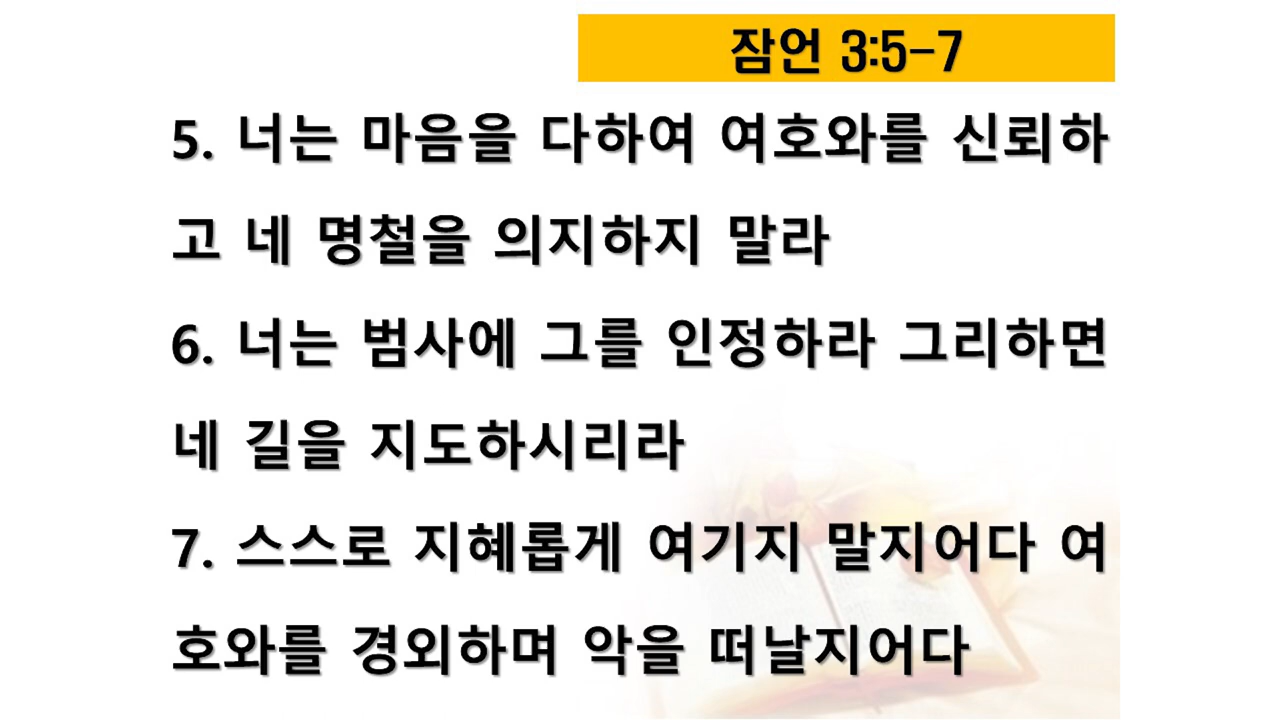 잠언 3:5-7
5. 너는 마음을 다하여 여호와를 신뢰하
고 네 명철을 의지하지 말라
6. 너는 범사에 그를 인정하라 그리하면
네 길을 지도하시리라
7. 스스로 지혜롭게 여기지 말지어다 여
호와를 경외하며 악을 떠날지어다